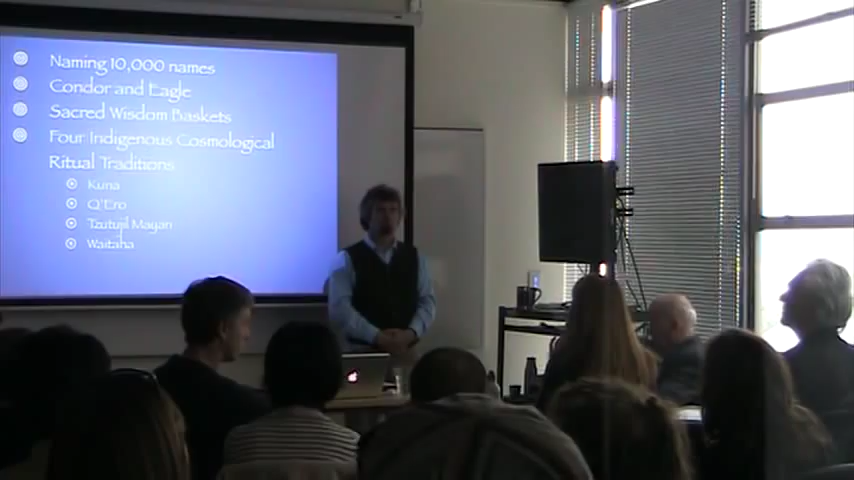 Naming 10,000 names
Condor and Eagle
Sacred Wisdom Baskets
Four Indigenous Cosmological
Ritual Traditions
Kuna
Q'Ero
Tzutujil Mayan
Waitaha